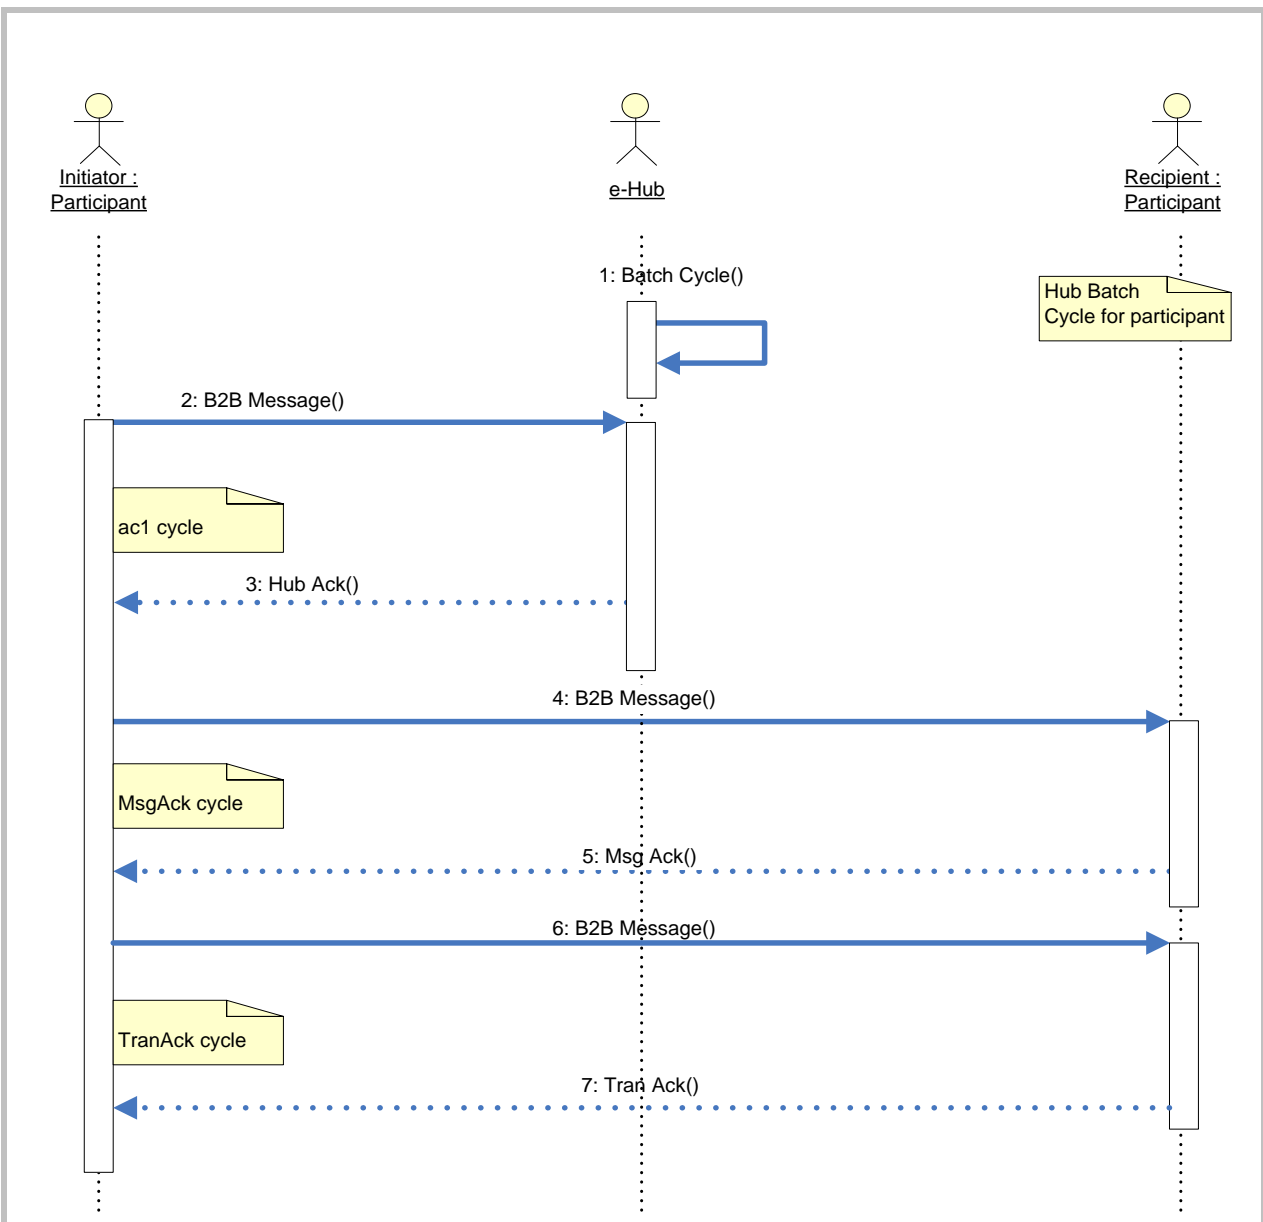 Initiator :
Participant
e-Hub
Recipient :
Participant
1: Batch Cycle()
Hub Batch
Cycle for participant
2: B2B Message()
ac1 cycle
3: Hub Ack()
4: B2B Message()
MsgAck cycle
5: Msg Ack()
6: B2B Message()
TranAck cycle
7: Tran Ack()